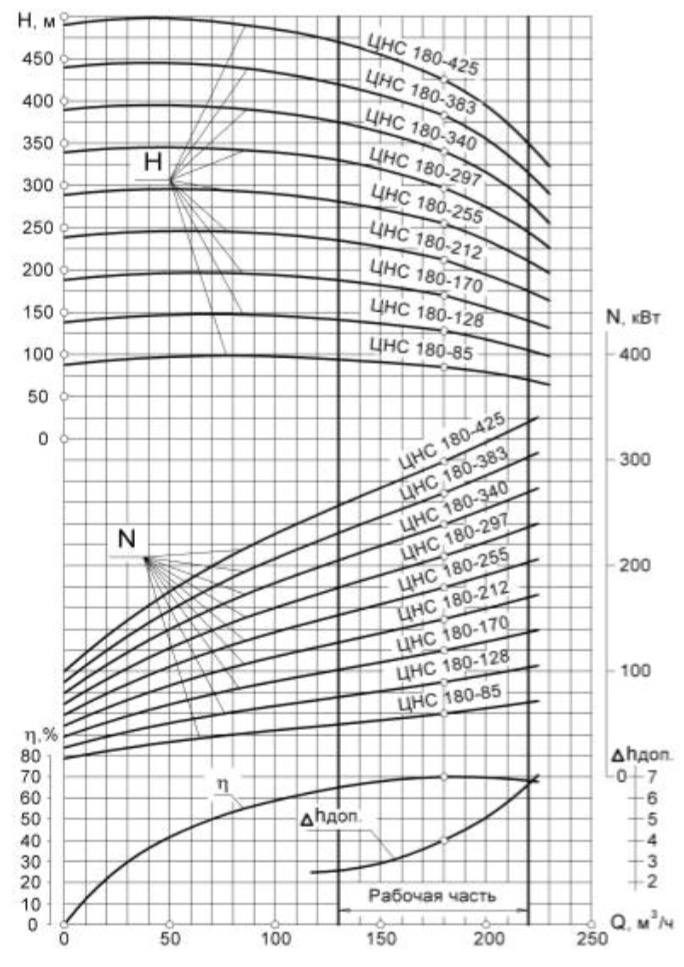 Н, м
450
400
350
300
250
200
150
100
50
0
Н
ЦНС 180-425
ЦНС 180-383
ЦНС 180-340
ЦНС 180-297
ЦНС 180-255
ЦНС 180-212
ЦНС 180-170
ЦНС 180-128
ЦНС 180-85
N, кВт
400
300
200
100
0
N
ЦНС 180-425
ЦНС 180-383
ЦНС 180-340
ЦНС 180-297
ЦНС 180-255
ЦНС 180-212
ЦНС 180-170
ЦНС 180-128
ЦНС 180-85
η,%
80
70
60
50
40
30
20
10
0
η
Δhдоп.
Δhдоп.
7
6
5
4
3
2
Рабочая часть
0 50 100 150 200 250
Q, м³/ч